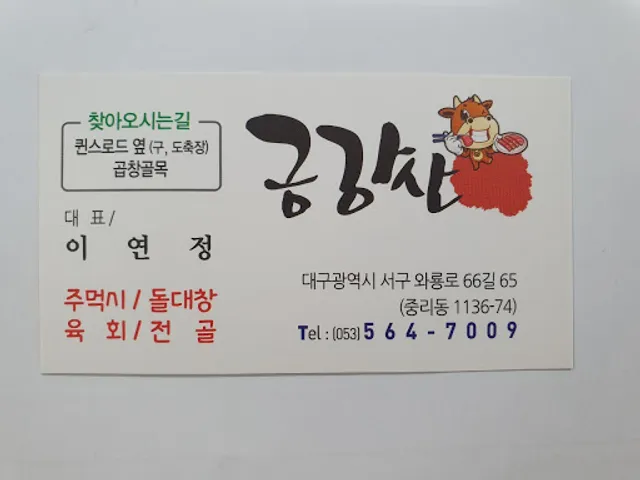 찾아오시는길
퀸스로드 옆 (구, 도축장)
곱창골목
대 표/
이 연 정
주먹시 / 돌대창
육 회 / 전 골
금강산
대구광역시 서구 와룡로 66길 65
(중리동 1136-74)
Tel : (053) 564-7009